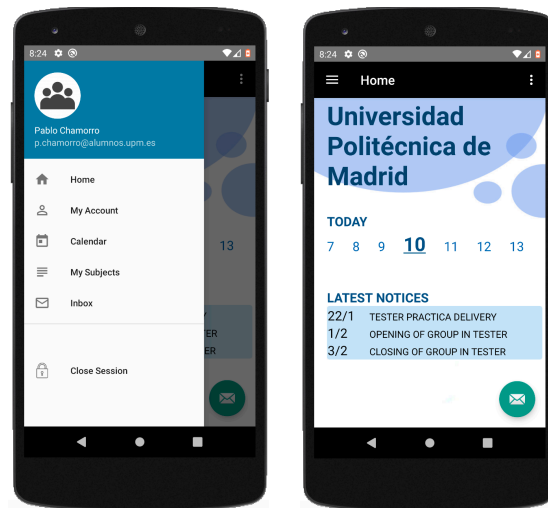 8:24
Pablo Chamorro
p.chamorro@alumnos.upm.es
Home
My Account
Calendar
13
My Subjects
Inbox
ER
ER
Close Session
8:24
Home
Universidad
Politécnica de
Madrid
TODAY
7 8 9 10 11 12 13
LATEST NOTICES
22/1 TESTER PRACTICA DELIVERY
1/2 OPENING OF GROUP IN TESTER
3/2 CLOSING OF GROUP IN TESTER